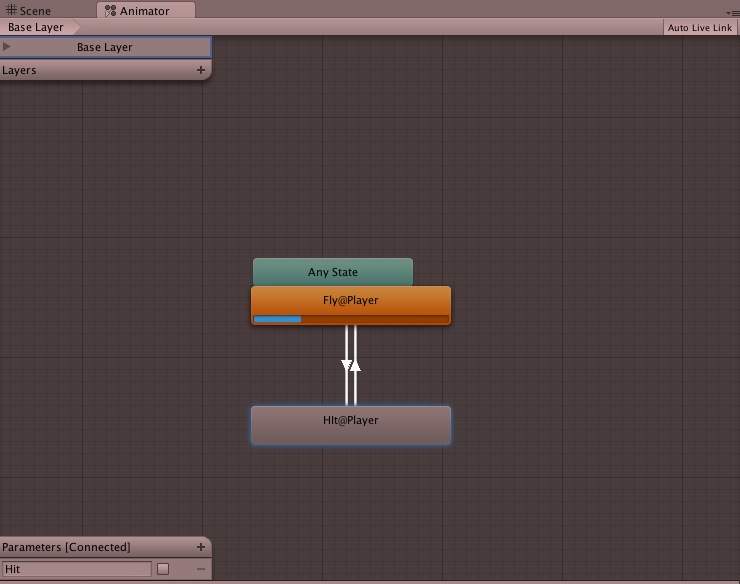 Scene Animator
Base Layer Auto Live Link
Base Layer
Layers
Any State
Fly@Player
HIt@Player
Parameters [Connected]
Hit